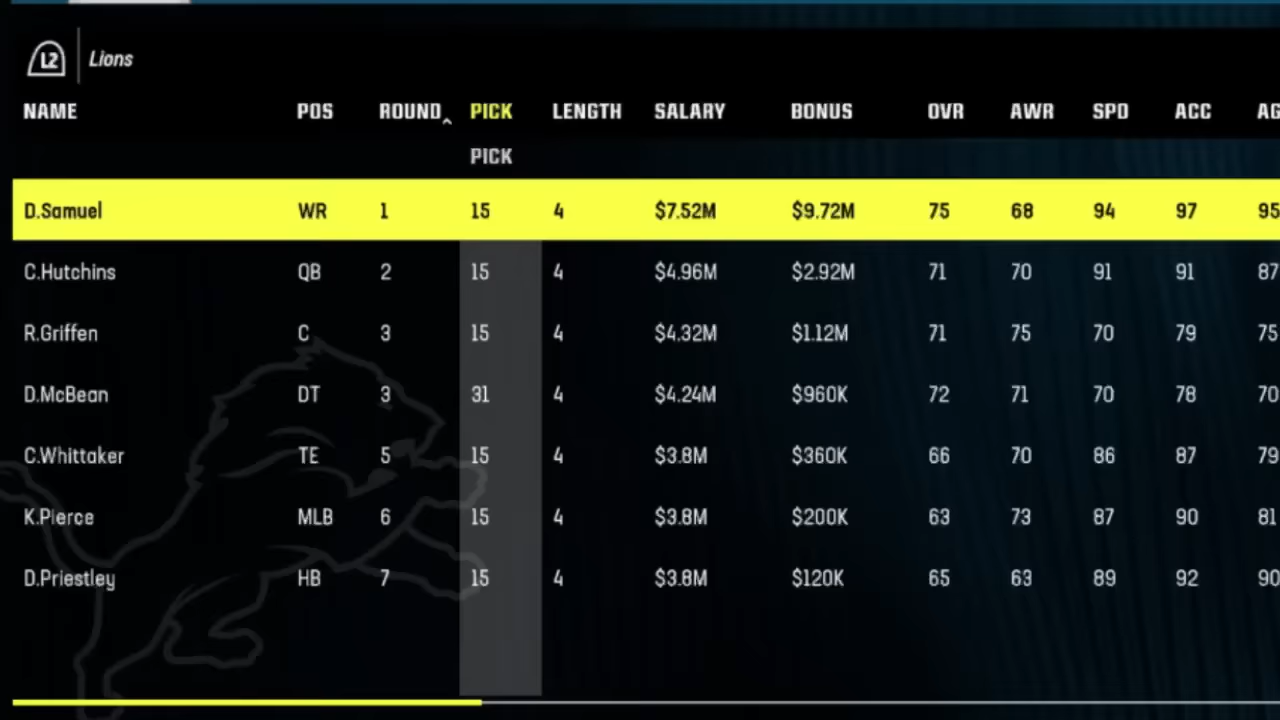 L2 Lions
NAME POS ROUND PICK LENGTH SALARY BONUS OVR AWR SPD ACC AG
PICK
D.Samuel WR 1 15 4 $7.52M $9.72M 75 68 94 97 95
C.Hutchins QB 2 15 4 $4.96M $2.92M 71 70 91 91 87
R.Griffen C 3 15 4 $4.32M $1.12M 71 75 70 79 75
D.McBean DT 3 31 4 $4.24M $960K 72 71 70 78 70
C.Whittaker TE 5 15 4 $3.8M $360K 66 70 86 87 79
K.Pierce MLB 6 15 4 $3.8M $200K 63 73 87 90 81
D.Priestley HB 7 15 4 $3.8M $120K 65 63 89 92 90